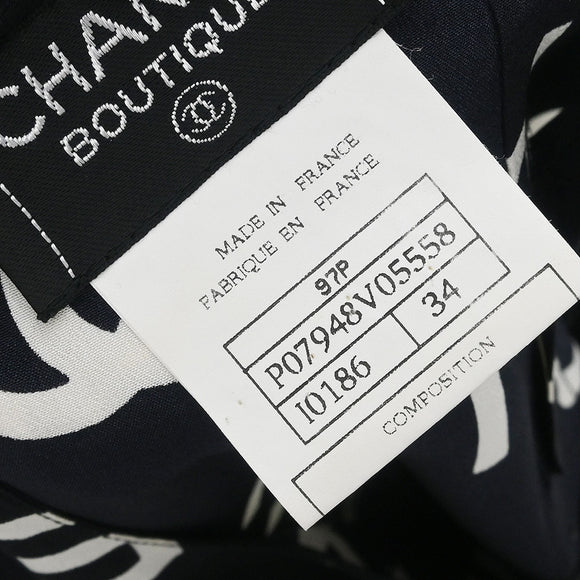 CHAN
BOUTIQUE
MADE IN FRANCE
FABRIQUE EN FRANCE
97P
P07948V05558
I0186 34
COMPOSITION